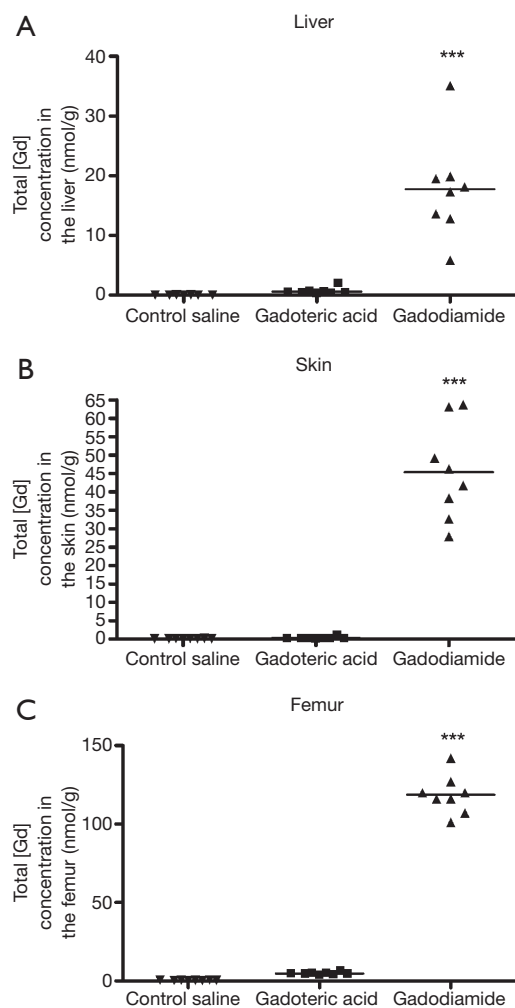 A
Liver
***
Total [Gd]
concentration in
the liver (nmol/g)
40
30
20
10
0
Control saline Gadoteric acid Gadodiamide
B
Skin
***
Total [Gd]
concentration in
the skin (nmol/g)
65
60
55
50
45
40
35
30
25
20
15
10
5
0
Control saline Gadoteric acid Gadodiamide
C
Femur
***
Total [Gd]
concentration in
the femur (nmol/g)
150
100
50
0
Control saline Gadoteric acid Gadodiamide